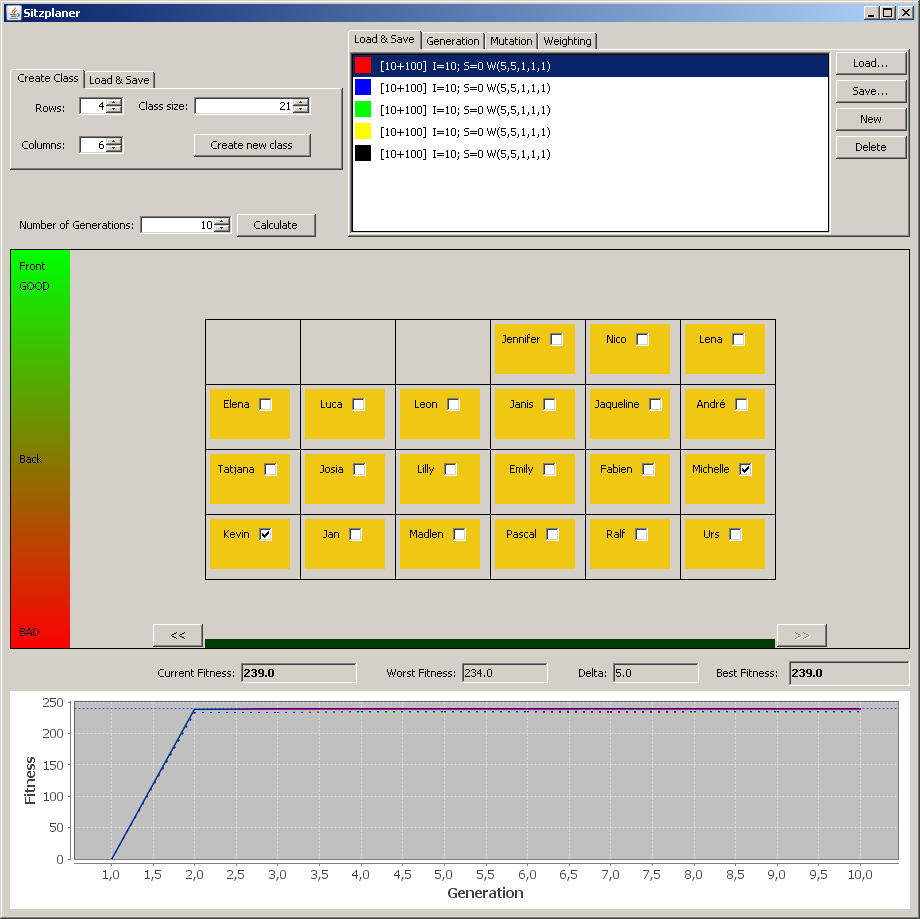 Sitzplaner
Load & Save Generation Mutation Weighting
Create Class Load & Save
Rows: 4 Class size: 21
Columns: 6 Create new class
[10+100] I=10; S=0 W(5,5,1,1,1)
[10+100] I=10; S=0 W(5,5,1,1,1)
[10+100] I=10; S=0 W(5,5,1,1,1)
[10+100] I=10; S=0 W(5,5,1,1,1)
[10+100] I=10; S=0 W(5,5,1,1,1)
Load...
Save...
New
Delete
Number of Generations: 10 Calculate
Front
GOOD
Back
BAD
Jennifer Nico Lena
Elena Luca Leon Janis Jaqueline André
Tatjana Josia Lilly Emily Fabien Michelle
Kevin Jan Madlen Pascal Ralf Urs
<< >>
Current Fitness: 239.0 Worst Fitness: 234.0 Delta: 5.0 Best Fitness: 239.0
Fitness
250
200
150
100
50
0
1,0 1,5 2,0 2,5 3,0 3,5 4,0 4,5 5,0 5,5 6,0 6,5 7,0 7,5 8,0 8,5 9,0 9,5 10,0
Generation